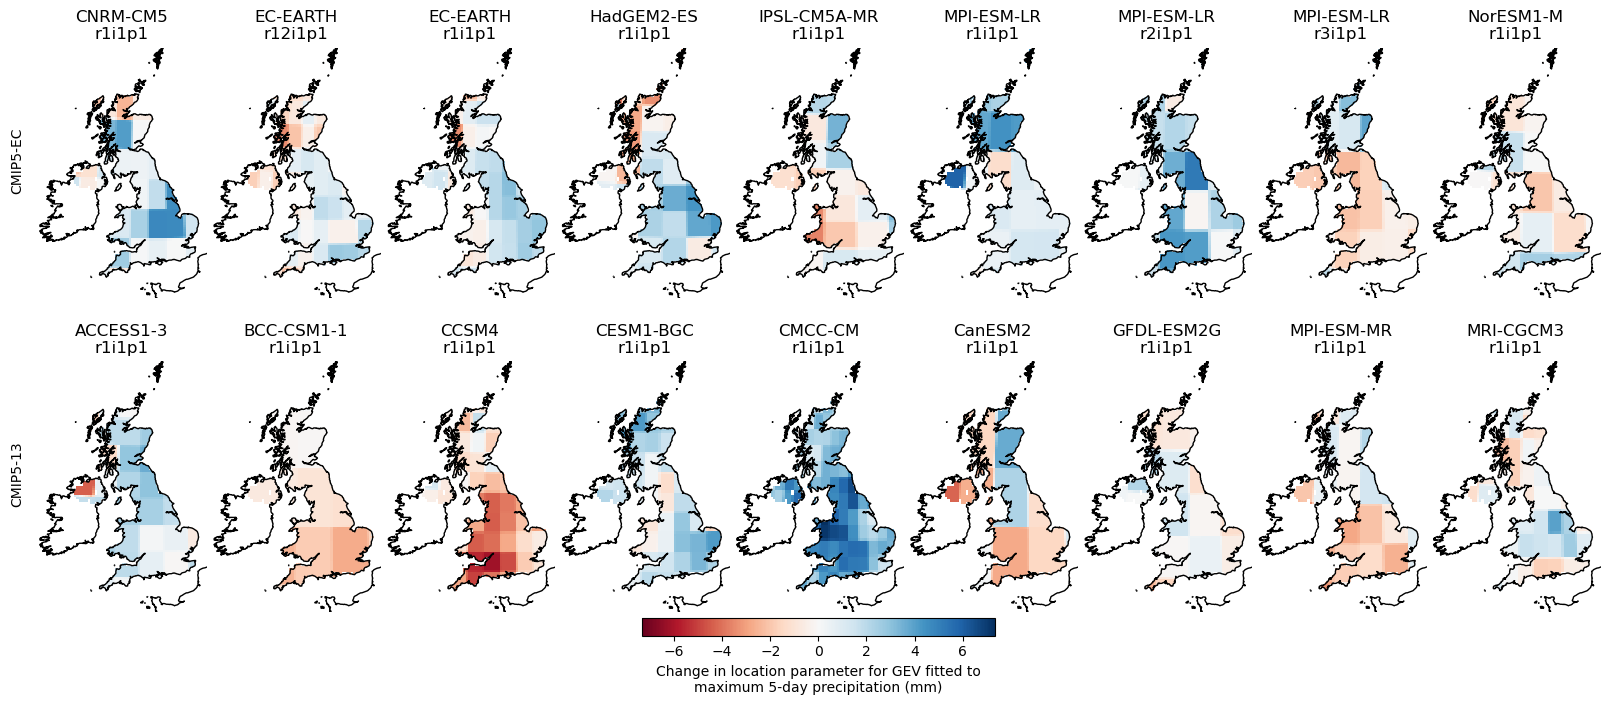 CNRM-CM5
r1i1p1
EC-EARTH
r12i1p1
EC-EARTH
r1i1p1
HadGEM2-ES
r1i1p1
IPSL-CM5A-MR
r1i1p1
MPI-ESM-LR
r1i1p1
MPI-ESM-LR
r2i1p1
MPI-ESM-LR
r3i1p1
NorESM1-M
r1i1p1
CMIP5-EC
ACCESS1-3
r1i1p1
BCC-CSM1-1
r1i1p1
CCSM4
r1i1p1
CESM1-BGC
r1i1p1
CMCC-CM
r1i1p1
CanESM2
r1i1p1
GFDL-ESM2G
r1i1p1
MPI-ESM-MR
r1i1p1
MRI-CGCM3
r1i1p1
CMIP5-13
−6 −4 −2 0 2 4 6
Change in location parameter for GEV fitted to
maximum 5-day precipitation (mm)